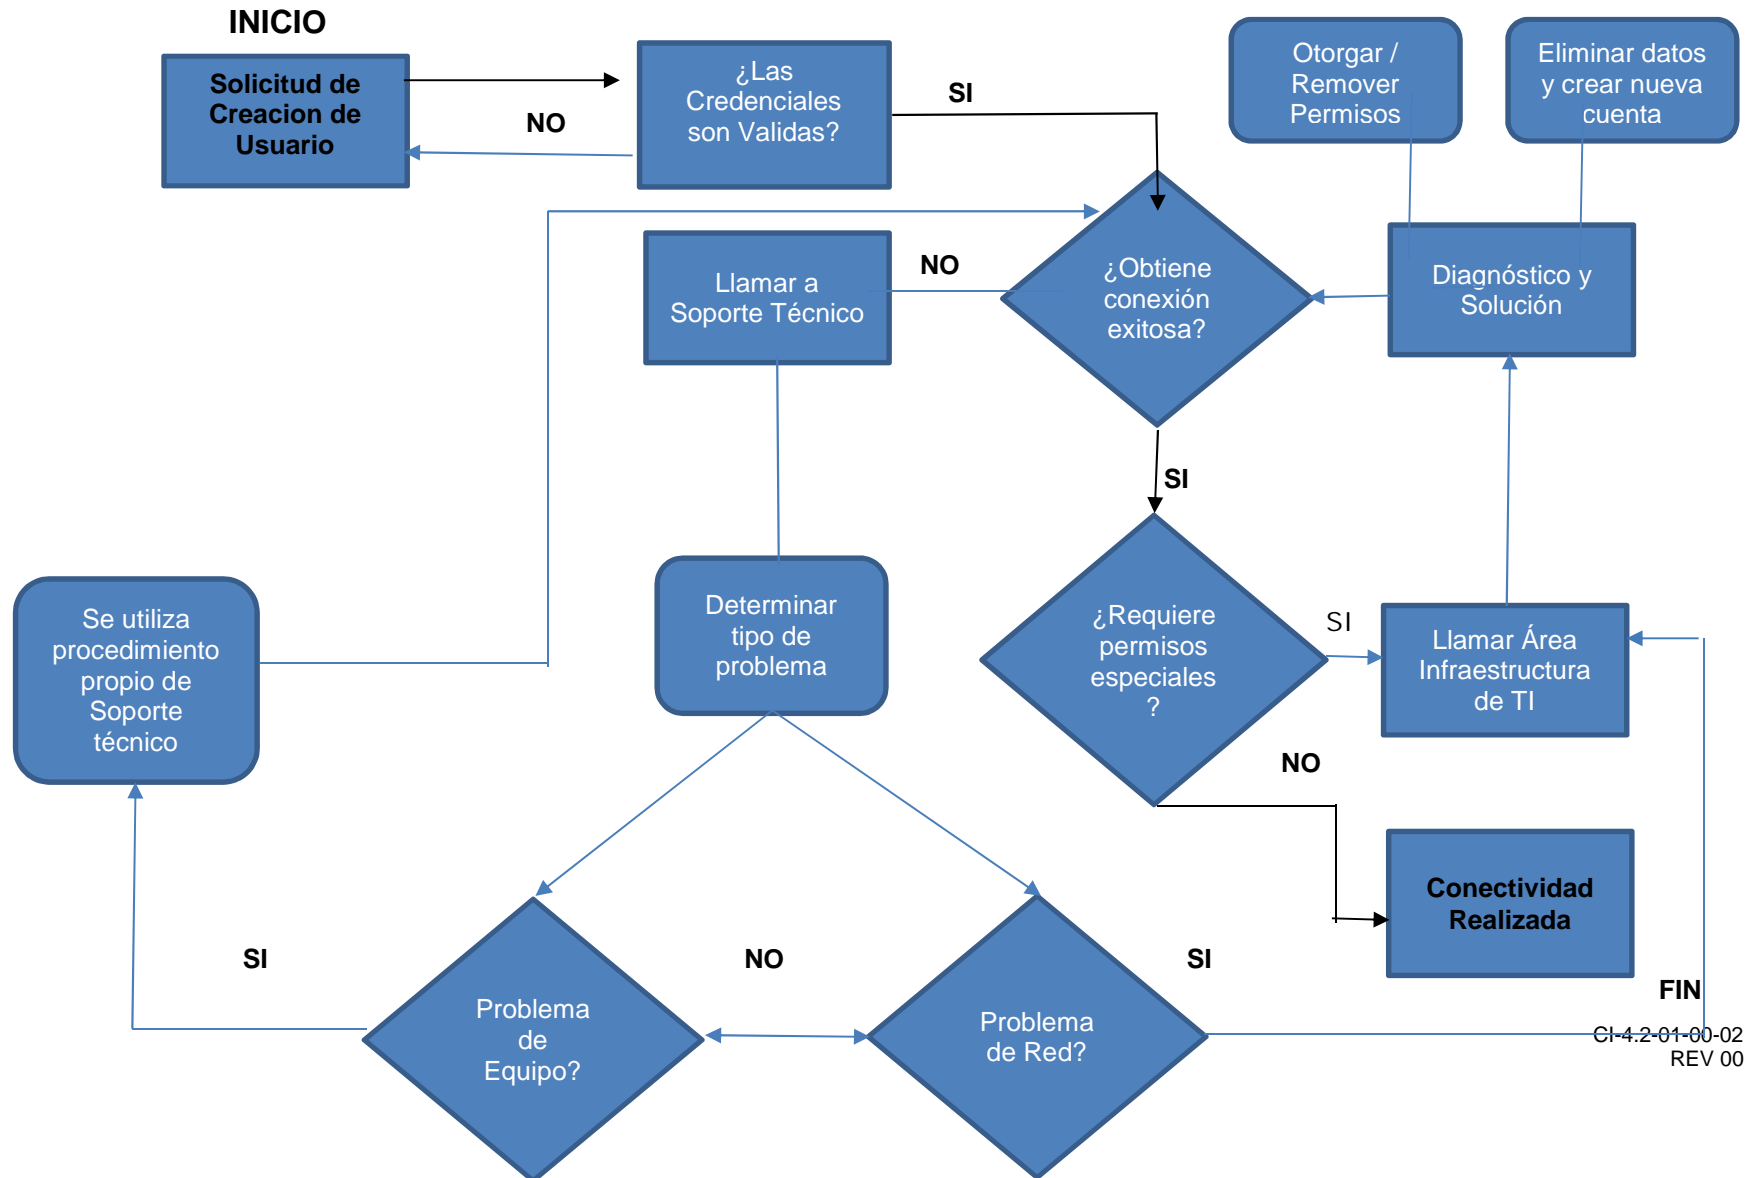 INICIO
Solicitud de
Creacion de
Usuario
NO
¿Las
Credenciales
son Validas?
SI
Otorgar /
Remover
Permisos
Eliminar datos
y crear nueva
cuenta
Llamar a
Soporte Técnico
NO
¿Obtiene
conexión
exitosa?
Diagnóstico y
Solución
SI
Se utiliza
procedimiento
propio de
Soporte
técnico
Determinar
tipo de
problema
¿Requiere
permisos
especiales
?
SI
Llamar Área
Infraestructura
de TI
NO
Conectividad
Realizada
SI
Problema
de
Equipo?
NO
Problema
de Red?
SI
FIN
CI-4.2-01-00-02
REV 00